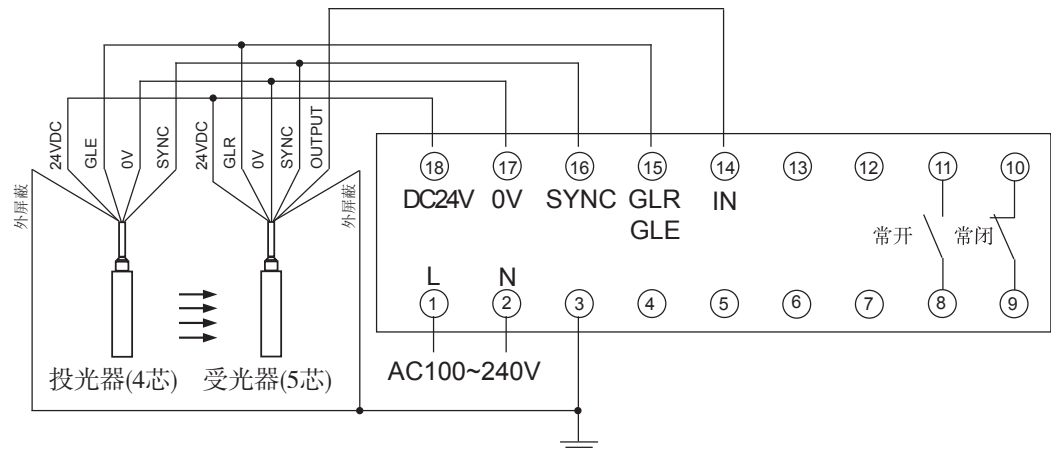 24VDC
GLE
0V
SYNC
24VDC
GLR
0V
SYNC
OUTPUT
外屏蔽
外屏蔽
投光器(4芯)
受光器(5芯)
18 17 16 15 14 13 12 11 10
DC24V 0V SYNC GLR IN
GLE
常开 常闭
L N
1 2 3 4 5 6 7 8 9
AC100~240V